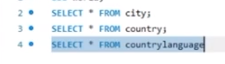 2 SELECT * FROM city;
3 SELECT * FROM country;
4 SELECT * FROM countrylanguage